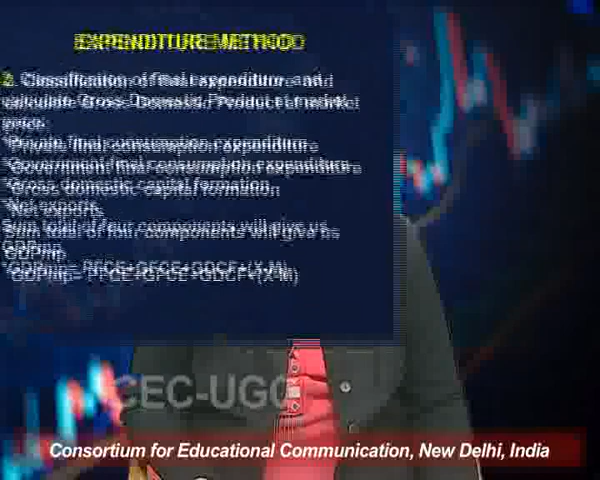 EXPENDITURE METHOD
2. Classification of final expenditure and
calculate Gross Domestic Product at market
price.
*Private final consumption expenditure
*Government final consumption expenditure
*Gross domestic capital formation
*Net exports
Sum total of four components will give us
GDPmp
*GDPmp= PFCE+GFCE+GDCF+(X-M)
CEC-UGC
Consortium for Educational Communication, New Delhi, India